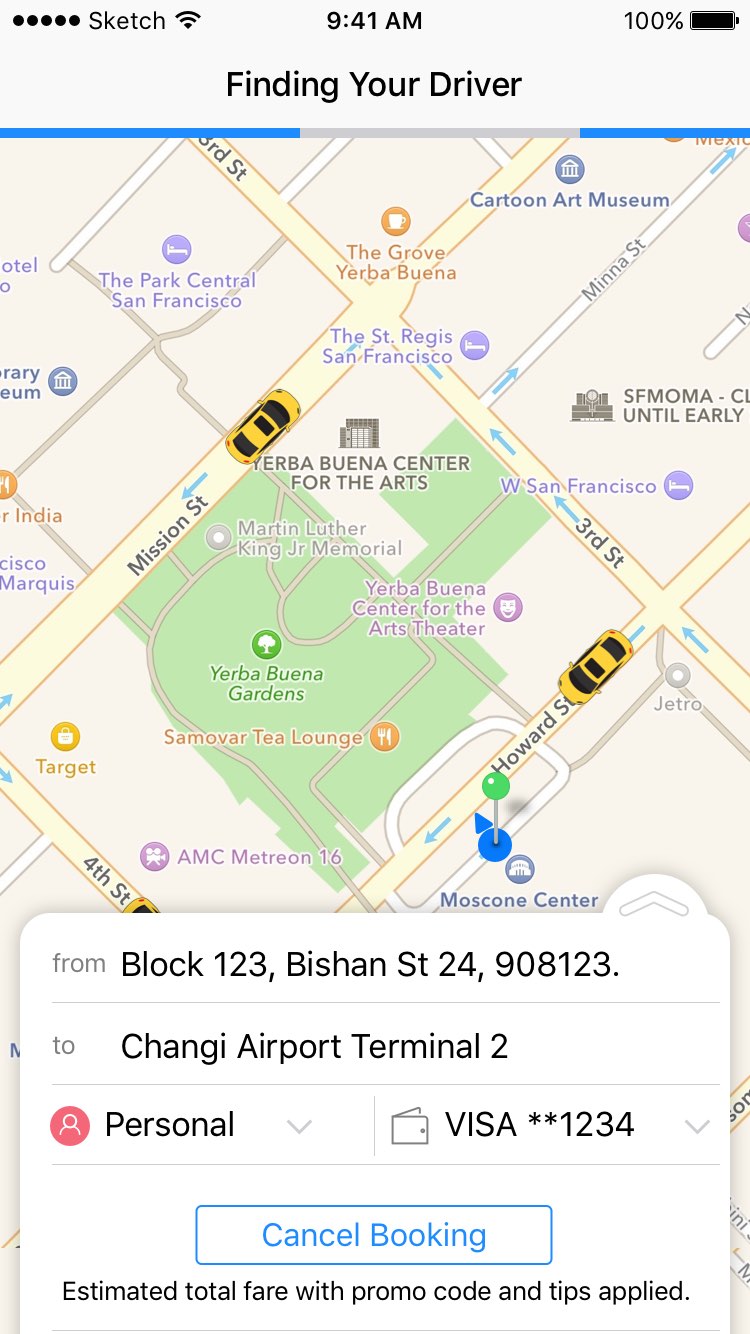 Sketch
9:41 AM
100%
Finding Your Driver
3rd St
Cartoon Art Museum
The Grove
Yerba Buena
otel
The Park Central
San Francisco
Minna St
The St. Regis
San Francisco
rary
eum
SFMOMA - CL
UNTIL EARLY
YERBA BUENA CENTER
FOR THE ARTS
W San Francisco
r India
Mission St
Martin Luther
King Jr Memorial
3rd St
cisco
Marquis
Yerba Buena
Center for the
Arts Theater
Yerba Buena
Gardens
Jetro
Howard St
Samovar Tea Lounge
Target
AMC Metreon 16
4th St
Moscone Center
from Block 123, Bishan St 24, 908123.
to Changi Airport Terminal 2
Personal
VISA **1234
Cancel Booking
Estimated total fare with promo code and tips applied.